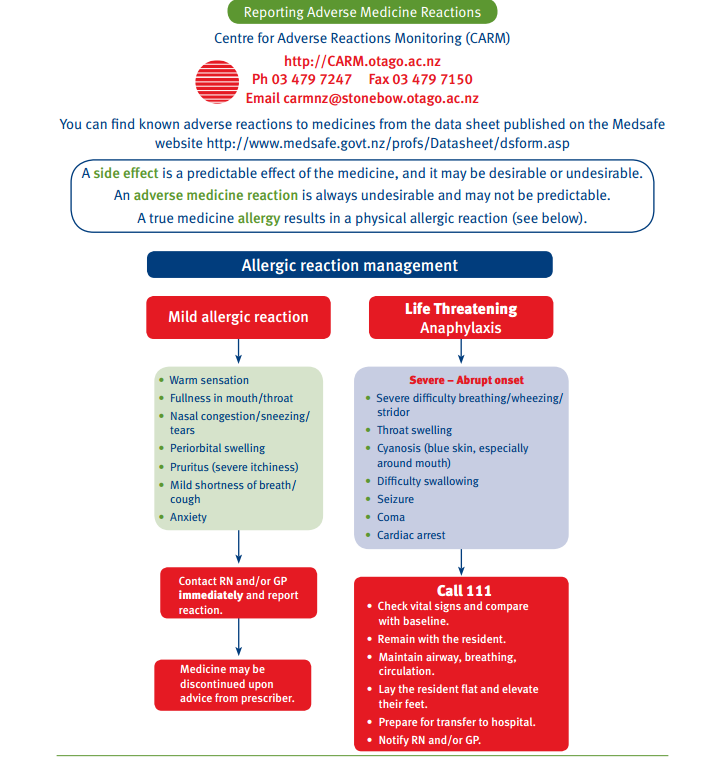 Reporting Adverse Medicine Reactions
Centre for Adverse Reactions Monitoring (CARM)
http://CARM.otago.ac.nz
Ph 03 479 7247 Fax 03 479 7150
Email carmnz@stonebow.otago.ac.nz
You can find known adverse reactions to medicines from the data sheet published on the Medsafe
website http://www.medsafe.govt.nz/profs/Datasheet/dsform.asp
A side effect is a predictable effect of the medicine, and it may be desirable or undesirable.
An adverse medicine reaction is always undesirable and may not be predictable.
A true medicine allergy results in a physical allergic reaction (see below).
Allergic reaction management
Mild allergic reaction
• Warm sensation
• Fullness in mouth/throat
• Nasal congestion/sneezing/
tears
• Periorbital swelling
• Pruritus (severe itchiness)
• Mild shortness of breath/
cough
• Anxiety
Contact RN and/or GP
immediately and report
reaction.
Medicine may be
discontinued upon
advice from prescriber.
Life Threatening
Anaphylaxis
Severe – Abrupt onset
• Severe difficulty breathing/wheezing/
stridor
• Throat swelling
• Cyanosis (blue skin, especially
around mouth)
• Difficulty swallowing
• Seizure
• Coma
• Cardiac arrest
Call 111
• Check vital signs and compare
with baseline.
• Remain with the resident.
• Maintain airway, breathing,
circulation.
• Lay the resident flat and elevate
their feet.
• Prepare for transfer to hospital.
• Notify RN and/or GP.